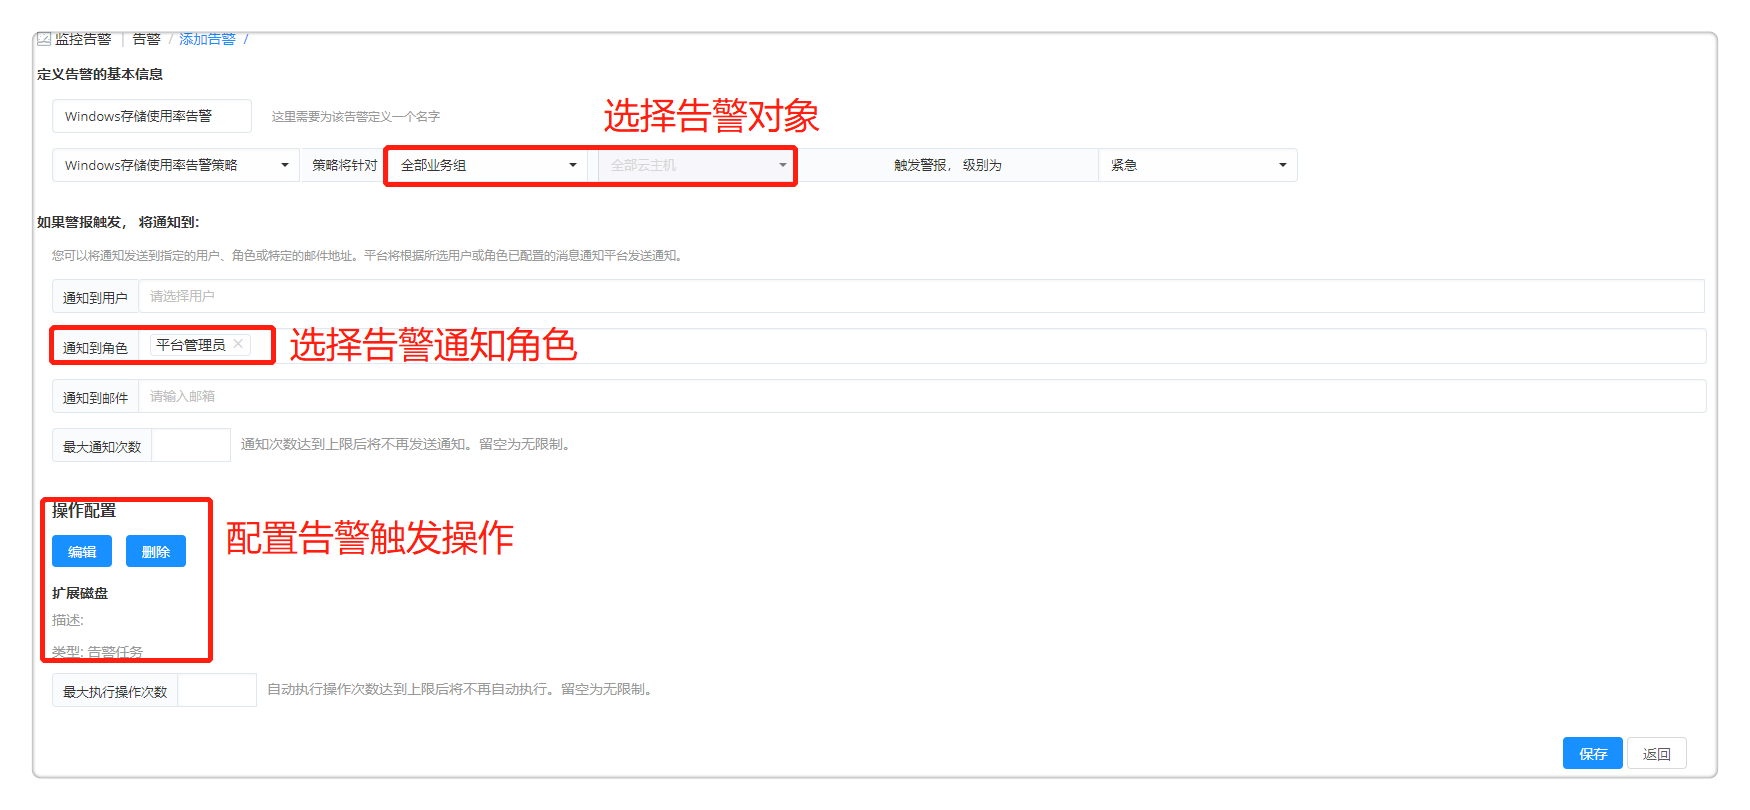 监控告警 | 告警 / 添加告警 /
定义告警的基本信息
Windows存储使用率告警 这里需要为该告警定义一个名字
选择告警对象
Windows存储使用率告警策略 策略将针对 全部业务组 全部云主机 触发警报， 级别为 紧急
如果警报触发， 将通知到：
您可以将通知发送到指定的用户、角色或特定的邮件地址。平台将根据所选用户或角色已配置的消息通知平台发送通知。
通知到用户 请选择用户
通知到角色 平台管理员 × 选择告警通知角色
通知到邮件 请输入邮箱
最大通知次数 通知次数达到上限后将不再发送通知。留空为无限制。
操作配置
配置告警触发操作
编辑 删除
扩展磁盘
描述:
类型: 告警任务
最大执行操作次数 自动执行操作次数达到上限后将不再自动执行。留空为无限制。
保存 返回